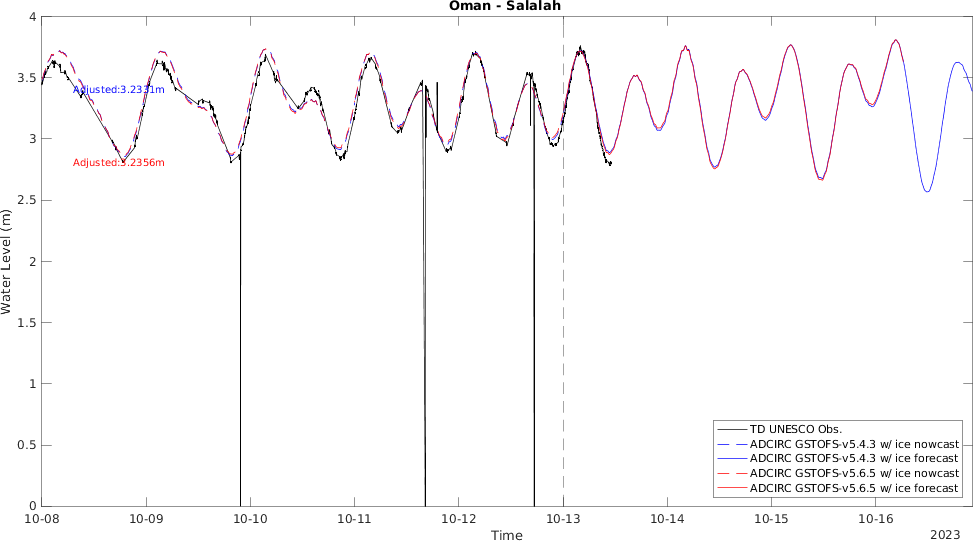 Oman - Salalah
4
3.5
3
2.5
2
1.5
1
0.5
0
Water Level (m)
Adjusted:3.2331m
Adjusted:3.2356m
TD UNESCO Obs.
ADCIRC GSTOFS-v5.4.3 w/ ice nowcast
ADCIRC GSTOFS-v5.4.3 w/ ice forecast
ADCIRC GSTOFS-v5.6.5 w/ ice nowcast
ADCIRC GSTOFS-v5.6.5 w/ ice forecast
10-08 10-09 10-10 10-11 10-12 10-13 10-14 10-15 10-16
Time
2023